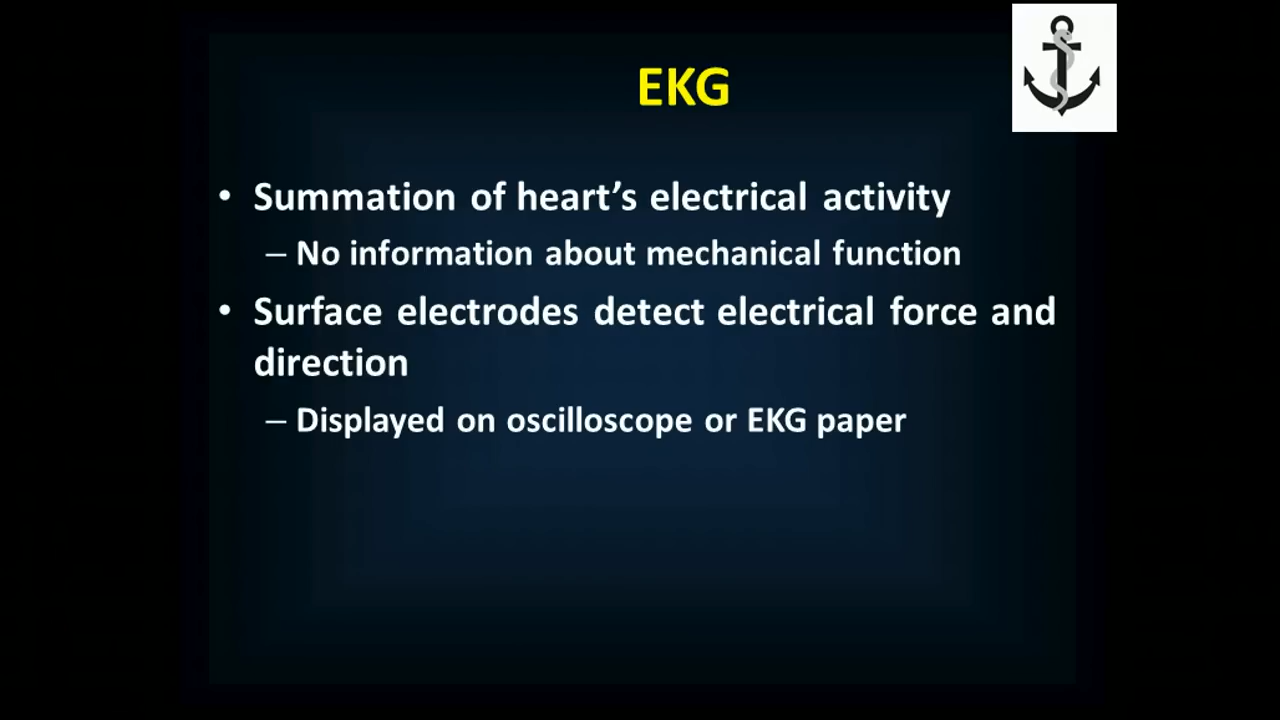 EKG
• Summation of heart’s electrical activity
– No information about mechanical function
• Surface electrodes detect electrical force and
direction
– Displayed on oscilloscope or EKG paper